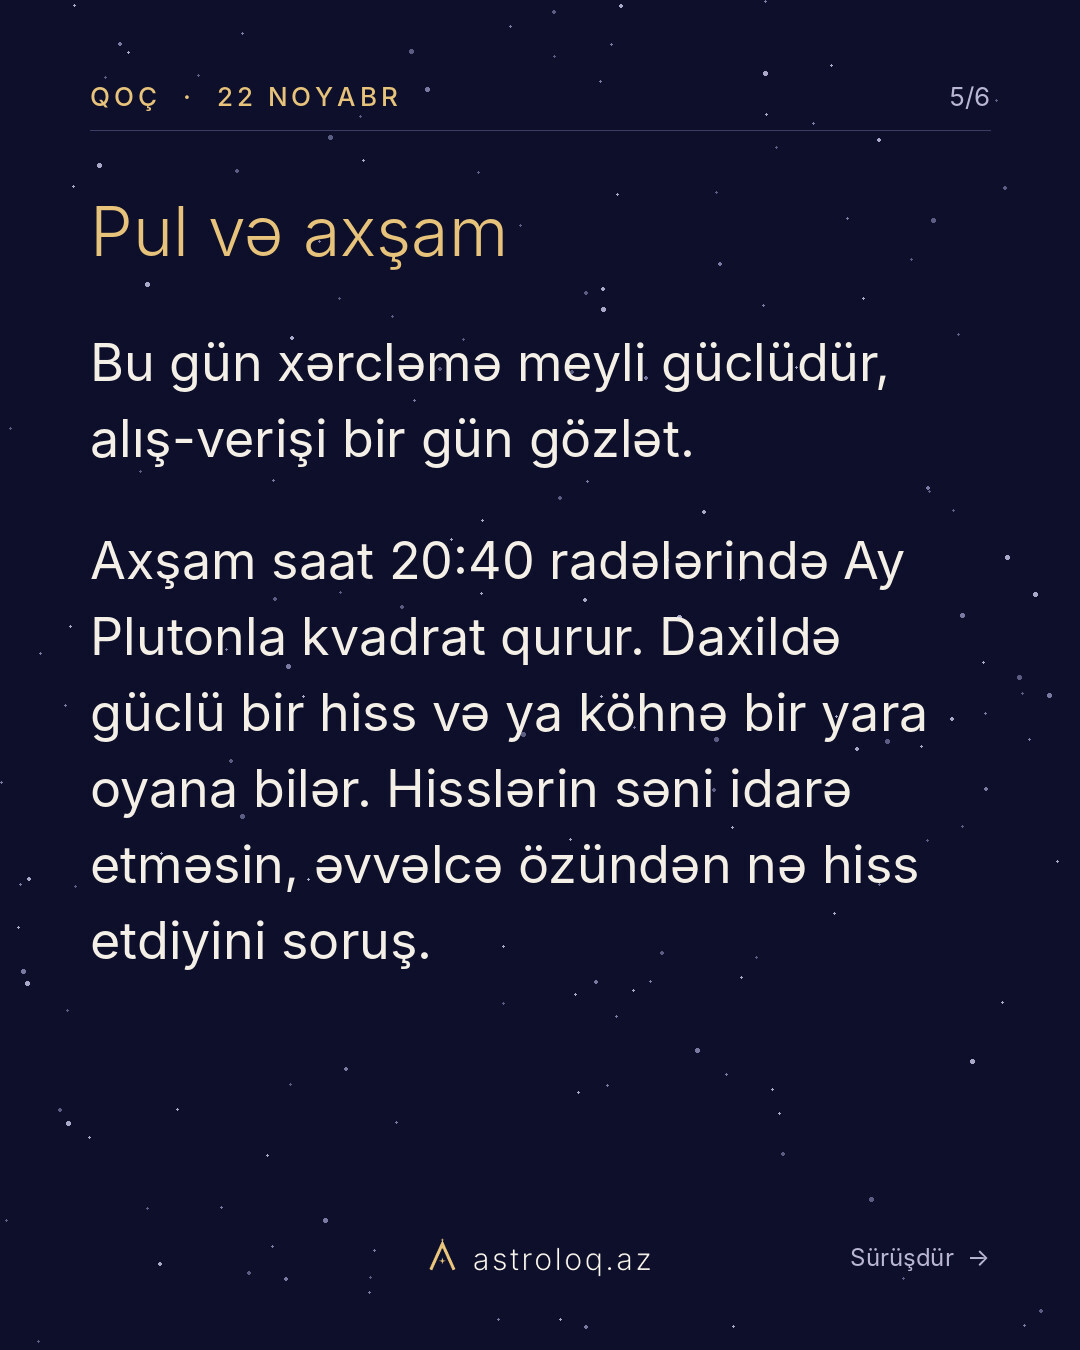 QOÇ · 22 NOYABR
5/6
Pul və axşam
Bu gün xərcləmə meyli güclüdür,
alış-verişi bir gün gözlət.
Axşam saat 20:40 radələrində Ay
Plutonla kvadrat qurur. Daxildə
güclü bir hiss və ya köhnə bir yara
oyana bilər. Hisslərin səni idarə
etməsin, əvvəlcə özündən nə hiss
etdiyini soruş.
astroloq.az
Sürüşdür →